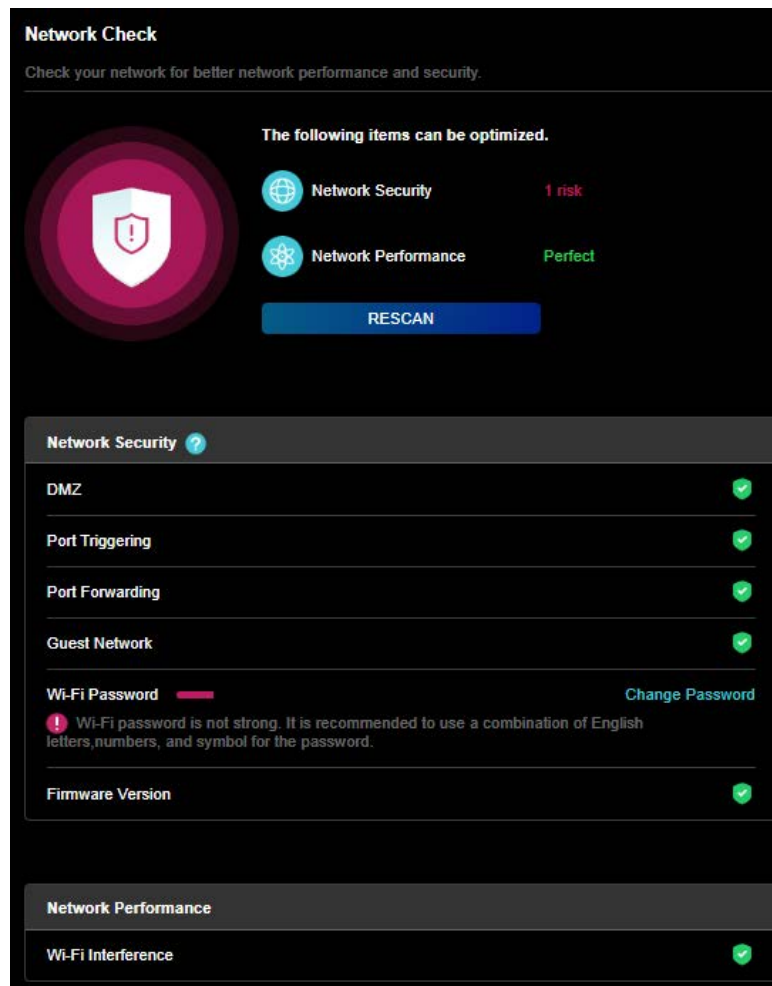 Network Check
Check your network for better network performance and security.
The following items can be optimized.
Network Security 1 risk
Network Performance Perfect
RESCAN
Network Security ?
DMZ
Port Triggering
Port Forwarding
Guest Network
Wi-Fi Password Change Password
! Wi-Fi password is not strong. It is recommended to use a combination of English
letters,numbers, and symbol for the password.
Firmware Version
Network Performance
Wi-Fi Interference